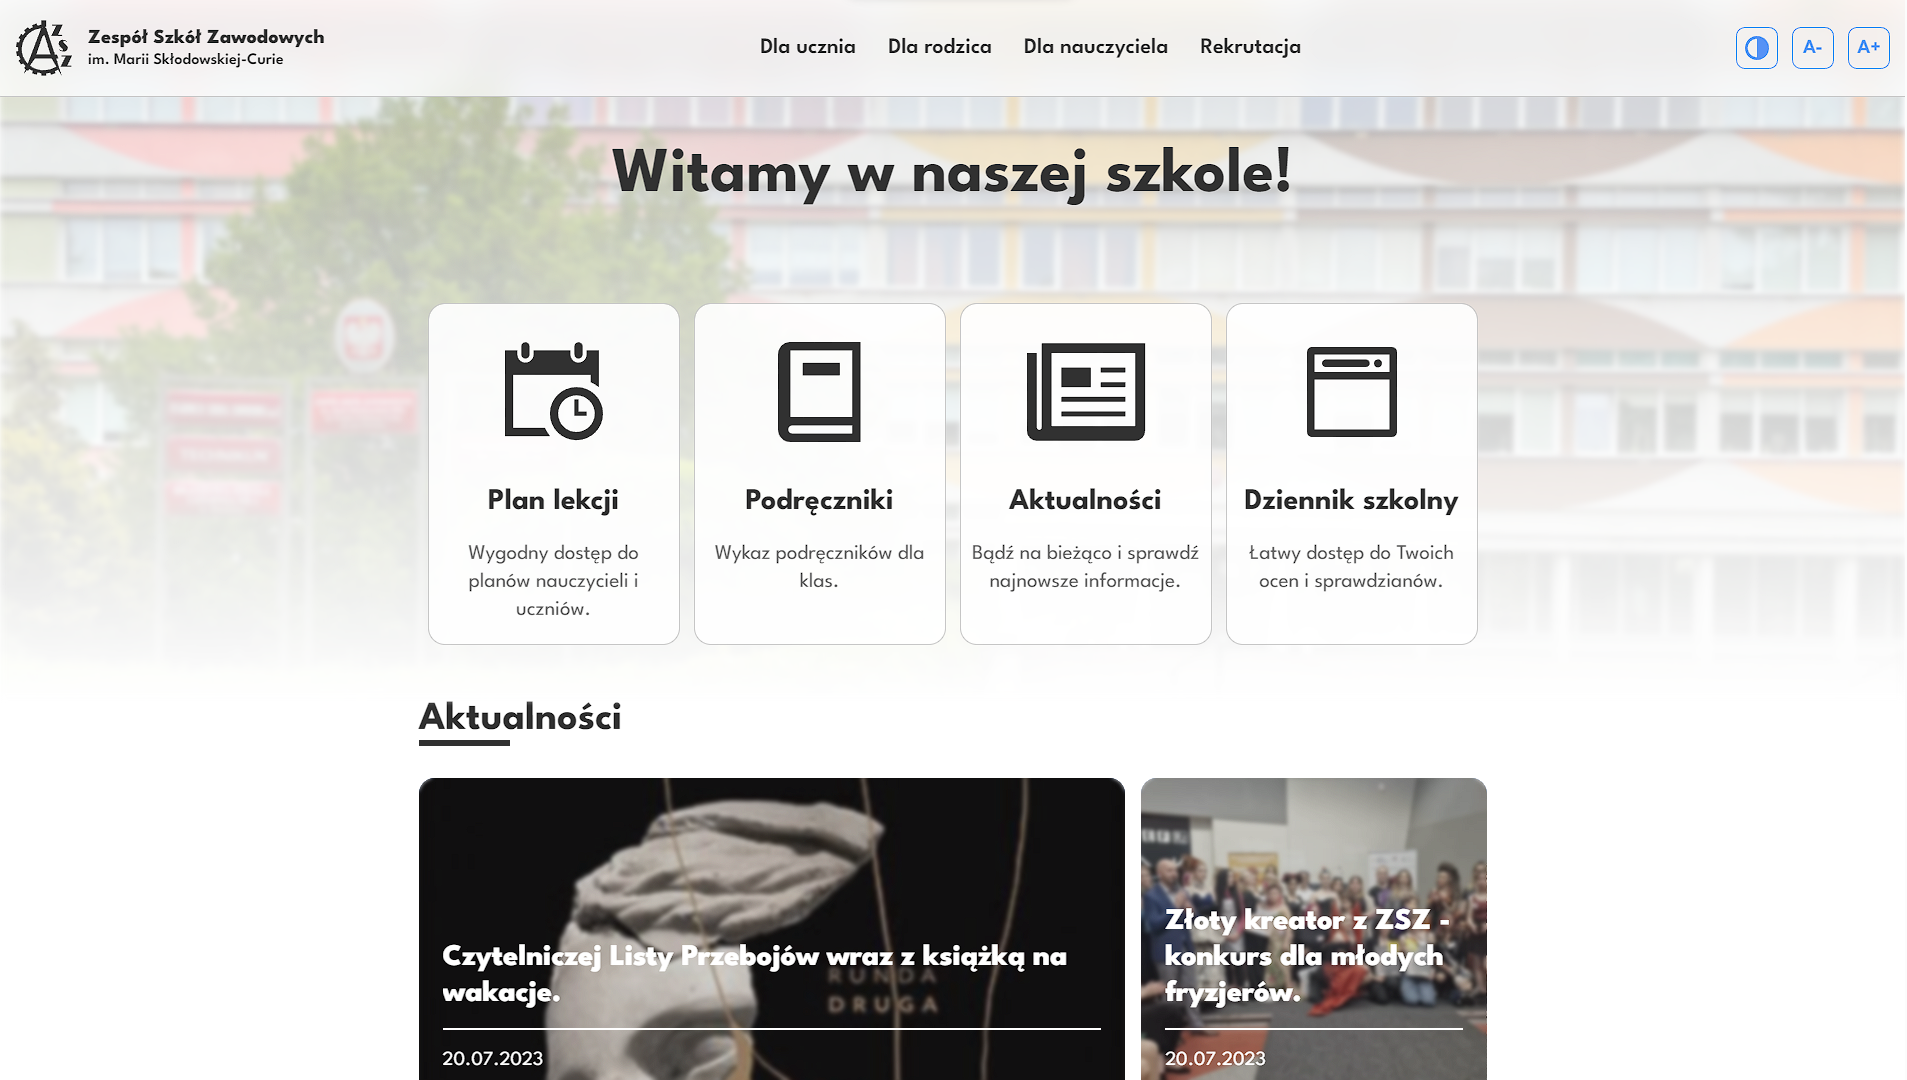 Zespół Szkół Zawodowych
im. Marii Skłodowskiej-Curie
Dla ucznia
Dla rodzica
Dla nauczyciela
Rekrutacja
A-
A+
Witamy w naszej szkole!
Plan lekcji
Wygodny dostęp do
planów nauczycieli i
uczniów.
Podręczniki
Wykaz podręczników dla
klas.
Aktualności
Bądź na bieżąco i sprawdź
najnowsze informacje.
Dziennik szkolny
Łatwy dostęp do Twoich
ocen i sprawdzianów.
Aktualności
Czytelniczej Listy Przebojów wraz z książką na
wakacje.
RUNDA
DRUGA
20.07.2023
Złoty kreator z ZSZ -
konkurs dla młodych
fryzjerów.
20.07.2023